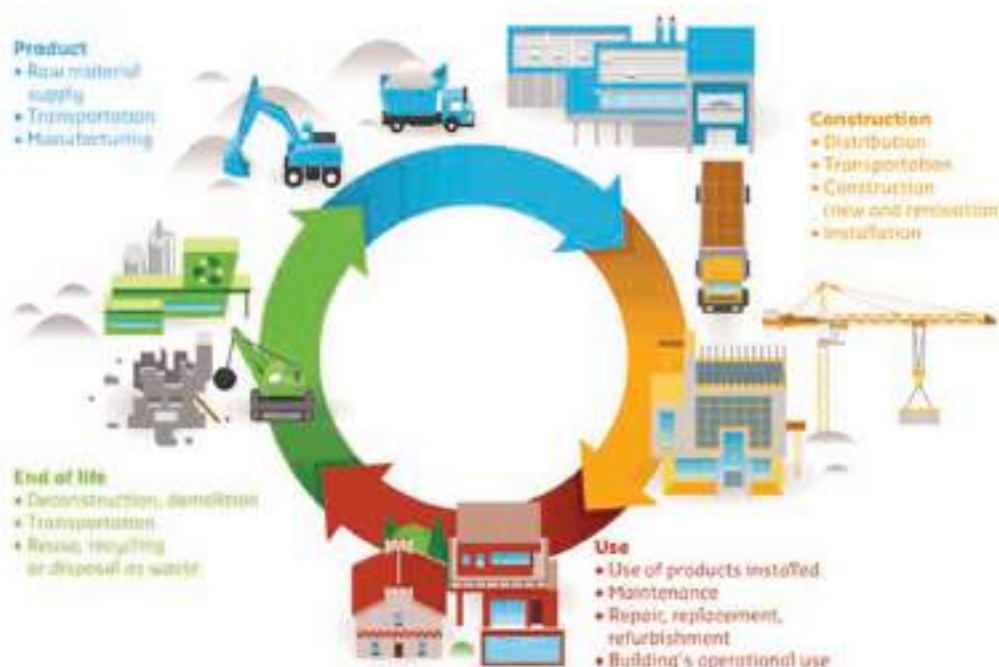 Product
• Raw material
supply
• Transportation
• Manufacturing
Construction
• Distribution
• Transportation
• Construction
(new and renovation)
• Installation
End of life
• Deconstruction, demolition
• Transportation
• Reuse, recycling
or disposal as waste
Use
• Use of products installed
• Maintenance
• Repair, replacement,
refurbishment
• Building's operational use